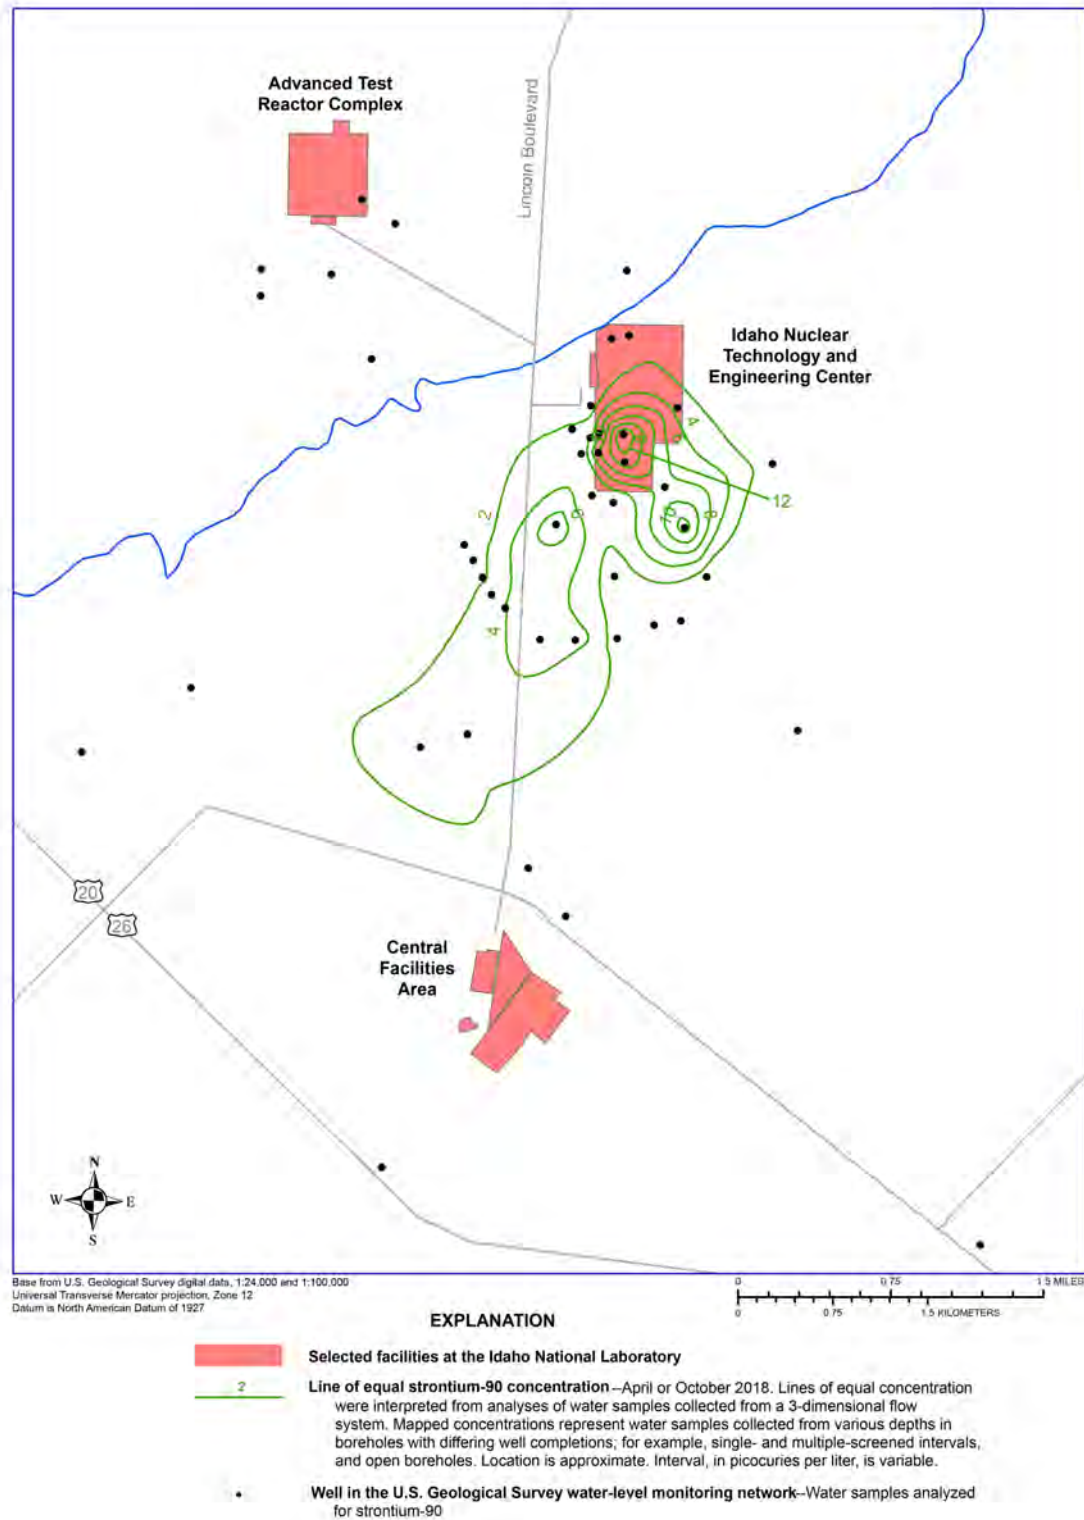 Advanced Test
Reactor Complex
Lincoln Boulevard
Idaho Nuclear
Technology and
Engineering Center
4
12
2
6
10
8
4
20
26
Central
Facilities
Area
N
W E
S
Base from U.S. Geological Survey digital data, 1:24,000 and 1:100,000
Universal Transverse Mercator projection, Zone 12
Datum is North American Datum of 1927
0 0.75 1.5 MILES
0 0.75 1.5 KILOMETERS
EXPLANATION
Selected facilities at the Idaho National Laboratory
2
Line of equal strontium-90 concentration--April or October 2018. Lines of equal concentration
were interpreted from analyses of water samples collected from a 3-dimensional flow
system. Mapped concentrations represent water samples collected from various depths in
boreholes with differing well completions; for example, single- and multiple-screened intervals,
and open boreholes. Location is approximate. Interval, in picocuries per liter, is variable.
Well in the U.S. Geological Survey water-level monitoring network--Water samples analyzed
for strontium-90